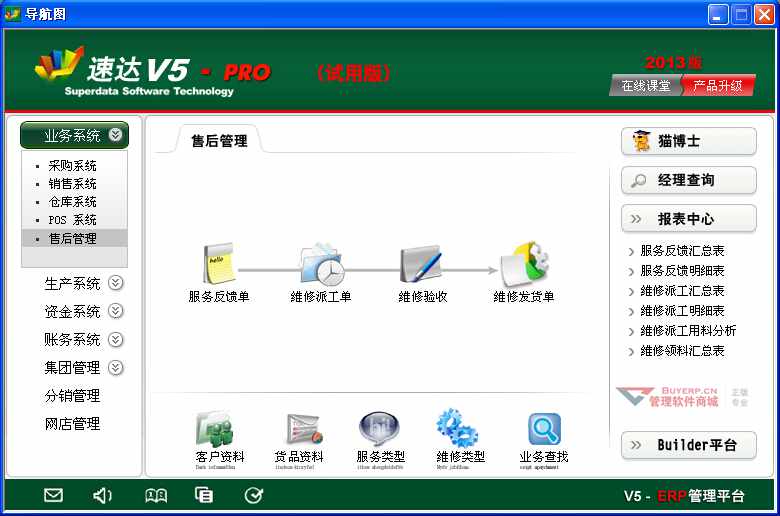 导航图
速达 V5 - PRO
(试用版)
Superdata Software Technology
2013版
在线课堂
产品升级
业务系统
采购系统
销售系统
仓库系统
POS 系统
售后管理
生产系统
资金系统
账务系统
集团管理
分销管理
网店管理
售后管理
hello
服务反馈单
维修派工单
维修验收
维修发货单
客户资料
货品资料
服务类型
维修类型
业务查找
猫博士
经理查询
报表中心
服务反馈汇总表
服务反馈明细表
维修派工汇总表
维修派工明细表
维修派工用料分析
维修领料汇总表
BUYERP.CN
管理软件商城
正版
专业
Builder平台
V5 - ERP管理平台